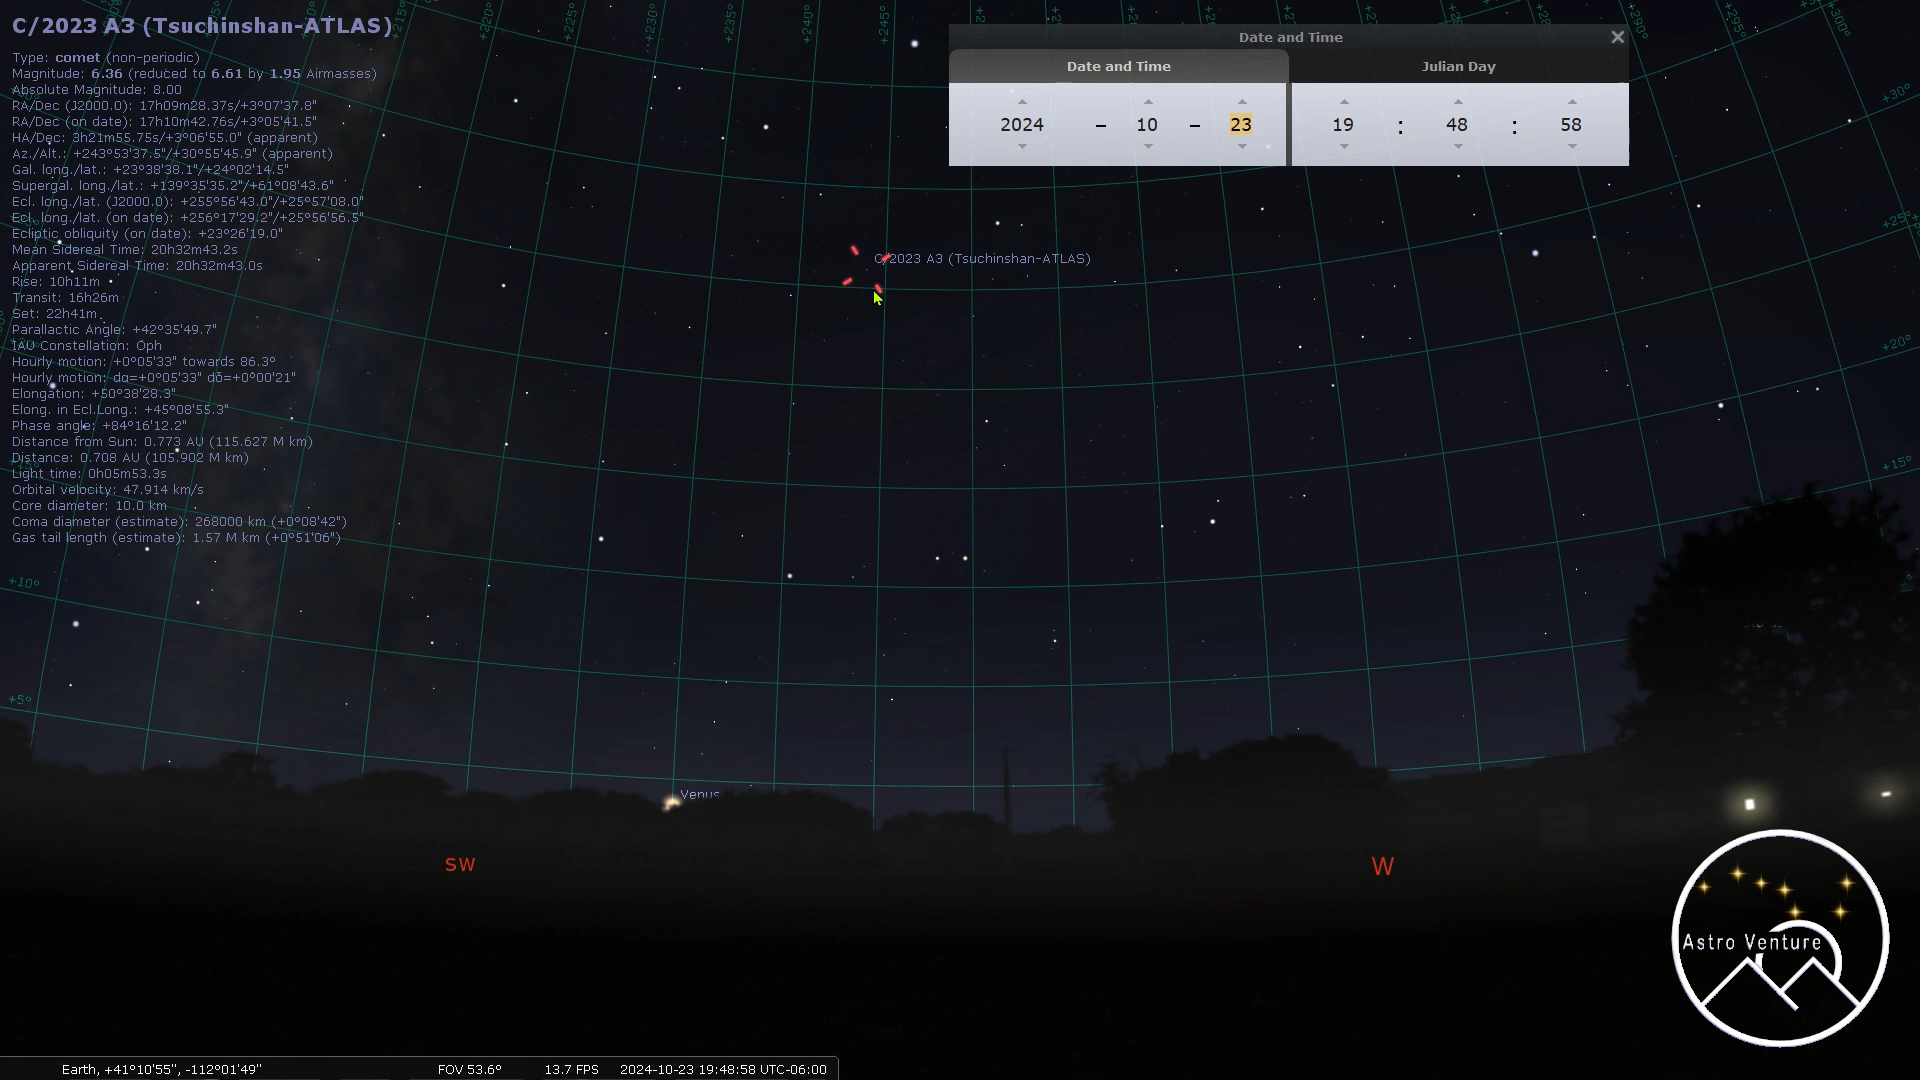 C/2023 A3 (Tsuchinshan-ATLAS)
Type: comet (non-periodic)
Magnitude: 6.36 (reduced to 6.61 by 1.95 Airmasses)
Absolute Magnitude: 8.00
RA/Dec (J2000.0): 17h09m28.37s/+3°07'37.8"
RA/Dec (on date): 17h10m42.76s/+3°05'41.5"
HA/Dec: 3h21m55.75s/+3°06'55.0" (apparent)
Az./Alt.: +243°53'37.5"/+30°55'45.9" (apparent)
Gal. long./lat.: +23°38'38.1"/+24°02'14.5"
Supergal. long./lat.: +139°35'35.2"/+61°08'43.6"
Ecl. long./lat. (J2000.0): +255°56'43.0"/+25°57'08.0"
Ecl. long./lat. (on date): +256°17'29.2"/+25°56'56.5"
Ecliptic obliquity (on date): +23°26'19.0"
Mean Sidereal Time: 20h32m43.2s
Apparent Sidereal Time: 20h32m43.0s
Rise: 10h11m
Transit: 16h26m
Set: 22h41m
Parallactic Angle: +42°35'49.7"
IAU Constellation: Oph
Hourly motion: +0°05'33" towards 86.3°
Hourly motion: dα=+0°05'33" dδ=+0°00'21"
Elongation: +50°38'28.3"
Elong. in Ecl.Long.: +45°08'55.3"
Phase angle: +84°16'12.2"
Distance from Sun: 0.773 AU (115.627 M km)
Distance: 0.708 AU (105.902 M km)
Light time: 0h05m53.3s
Orbital velocity: 47.914 km/s
Core diameter: 10.0 km
Coma diameter (estimate): 268000 km (+0°08'42")
Gas tail length (estimate): 1.57 M km (+0°51'06")
+215°
+220°
+225°
+230°
+235°
+240°
+245°
+290°
+295°
+300°
Date and Time
Date and Time
Julian Day
2024 – 10 – 23
19 : 48 : 58
+30°
+25°
+20°
+15°
+10°
+5°
C/2023 A3 (Tsuchinshan-ATLAS)
Venus
SW
W
Astro Venture
Earth, +41°10'55", -112°01'49"
FOV 53.6°
13.7 FPS
2024-10-23 19:48:58 UTC-06:00